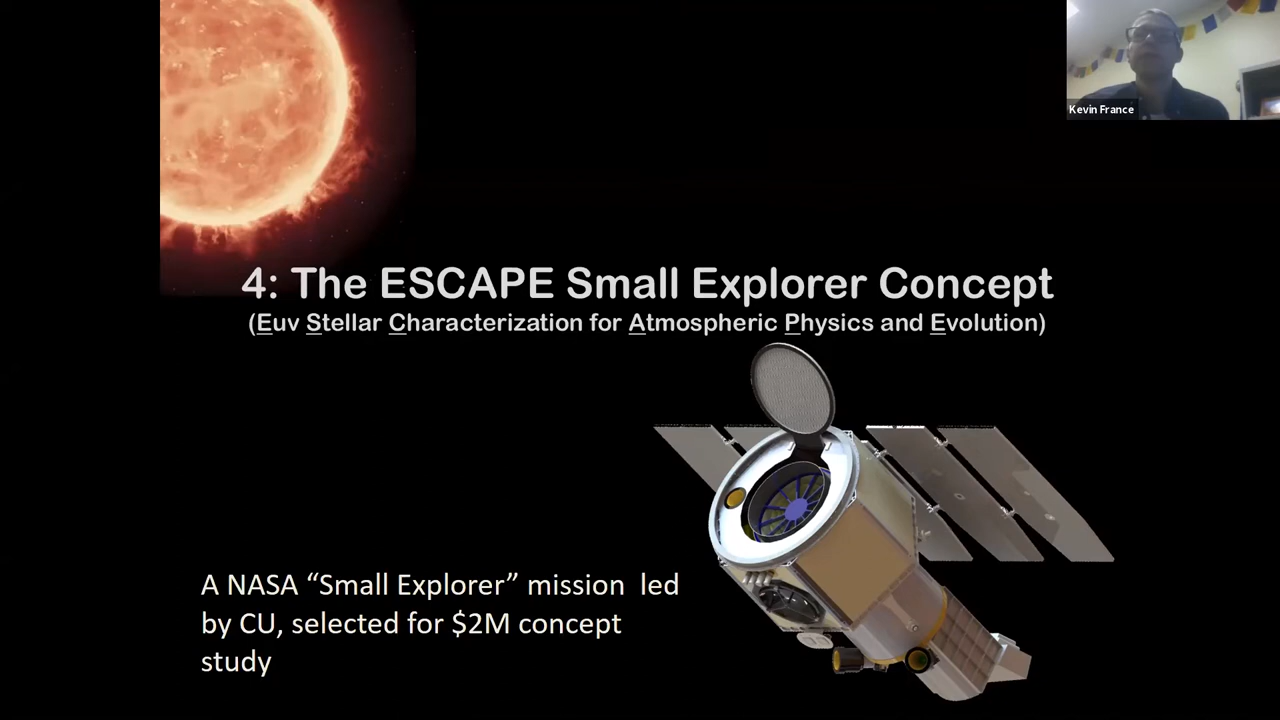 Kevin France
4: The ESCAPE Small Explorer Concept
(Euv Stellar Characterization for Atmospheric Physics and Evolution)
A NASA “Small Explorer” mission led
by CU, selected for $2M concept
study